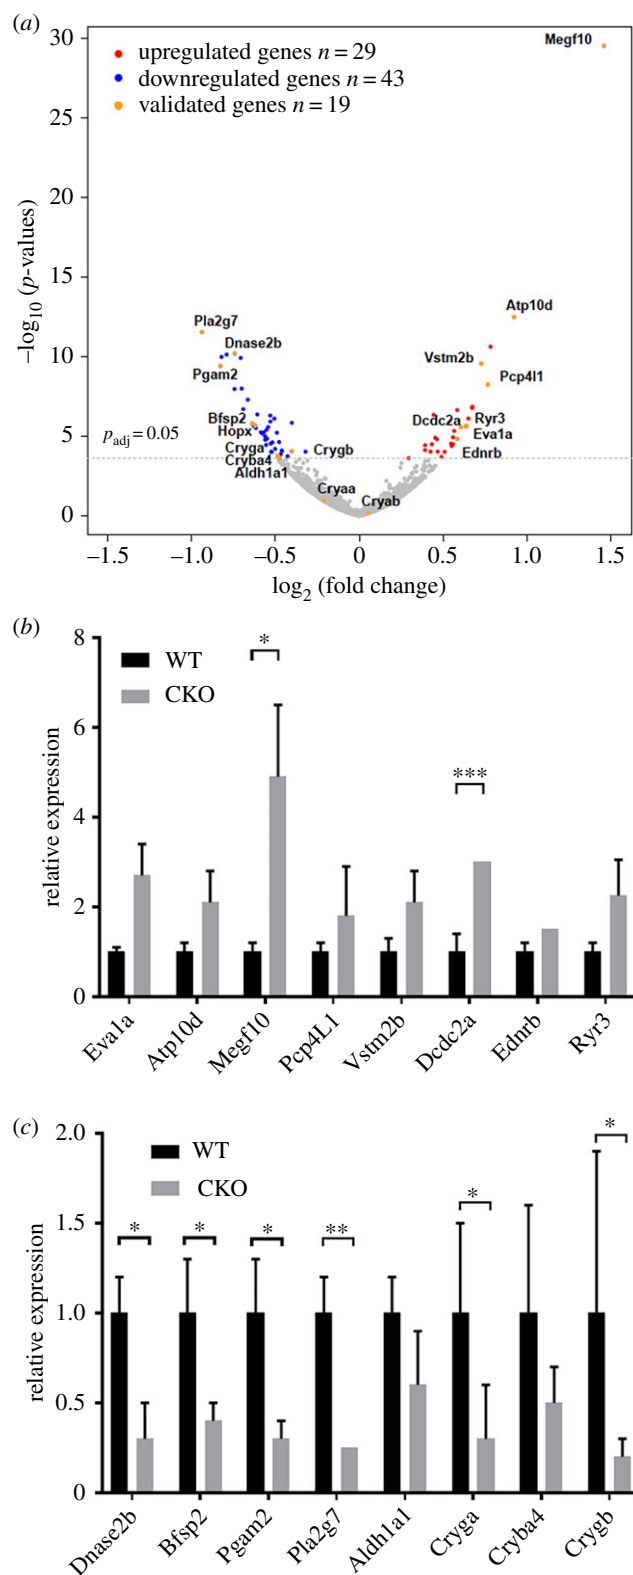 (a)
30
25
20
15
10
5
0
−log10 (p-values)
upregulated genes n = 29
downregulated genes n = 43
validated genes n = 19
Megf10
Atp10d
Pla2g7
Dnase2b
Vstm2b
Pgam2
Pcp4l1
Bfsp2
Dcdc2a
Ryr3
Hopx
Eva1a
padj = 0.05
Cryga
Crygb
Ednrb
Cryba4
Aldh1a1
Cryaa
Cryab
−1.5 −1.0 −0.5 0 0.5 1.0 1.5
log2 (fold change)
(b)
8
6
4
2
0
relative expression
WT
CKO
*
***
Eva1a
Atp10d
Megf10
Pcp4L1
Vstm2b
Dcdc2a
Ednrb
Ryr3
(c)
2.0
1.5
1.0
0.5
0
relative expression
WT
CKO
*
*
*
**
*
*
Dnase2b
Bfsp2
Pgam2
Pla2g7
Aldh1a1
Cryga
Cryba4
Crygb